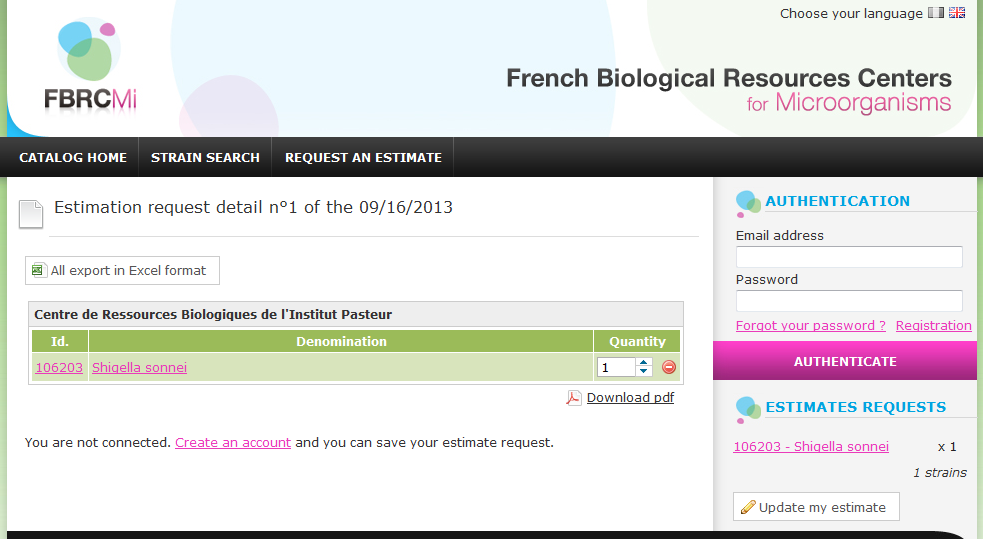 Choose your language
FBRCMi
French Biological Resources Centers
for Microorganisms
CATALOG HOME
STRAIN SEARCH
REQUEST AN ESTIMATE
Estimation request detail n°1 of the 09/16/2013
All export in Excel format
Centre de Ressources Biologiques de l'Institut Pasteur
Id. Denomination Quantity
106203 Shigella sonnei 1
Download pdf
You are not connected. Create an account and you can save your estimate request.
AUTHENTICATION
Email address
Password
Forgot your password ? Registration
AUTHENTICATE
ESTIMATES REQUESTS
106203 - Shigella sonnei x 1
1 strains
Update my estimate